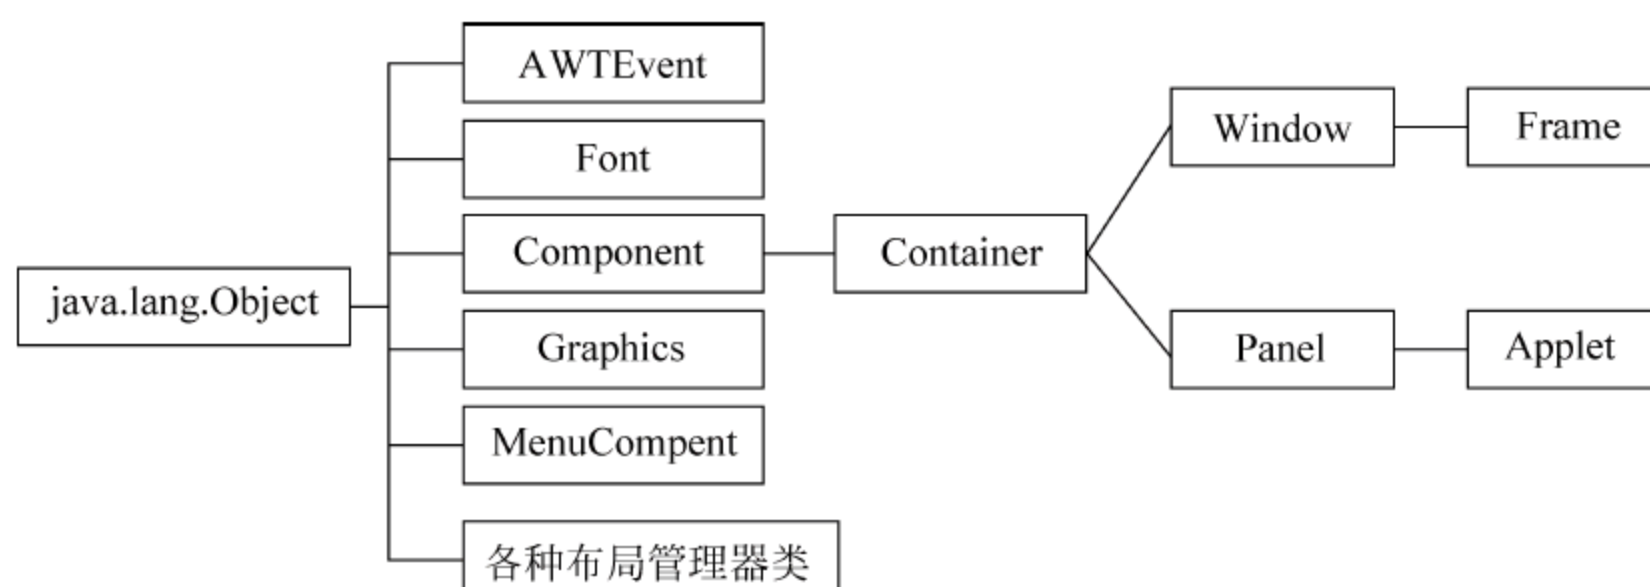 AWTEvent
Font
Component
Graphics
MenuCompent
各种布局管理器类
java.lang.Object
Container
Window
Frame
Panel
Applet